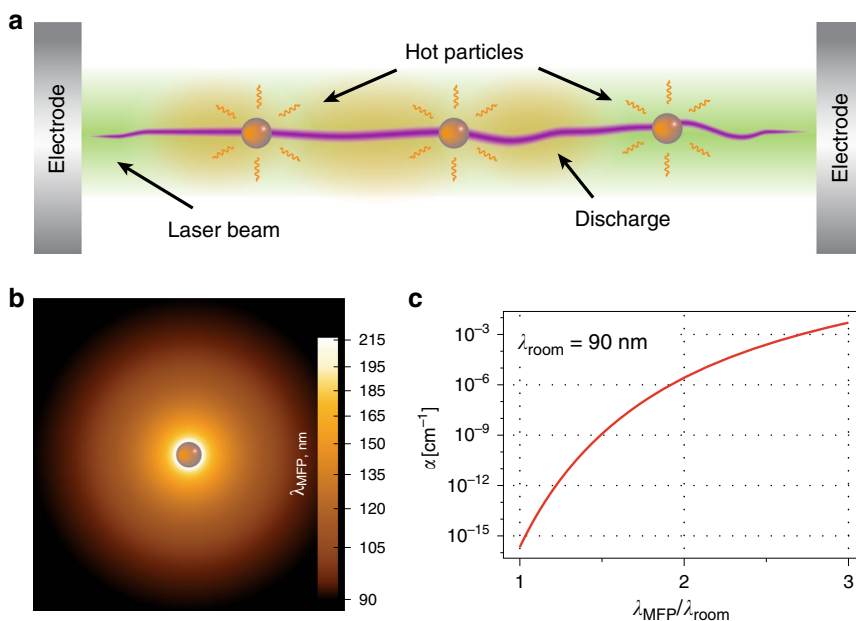 a
Hot particles
Electrode
Electrode
Laser beam
Discharge
b
215
195
185
165
150
130
120
105
90
λMFP, nm
c
λroom = 90 nm
α [cm⁻¹]
10⁻³
10⁻⁶
10⁻⁹
10⁻¹²
10⁻¹⁵
1 2 3
λMFP/λroom